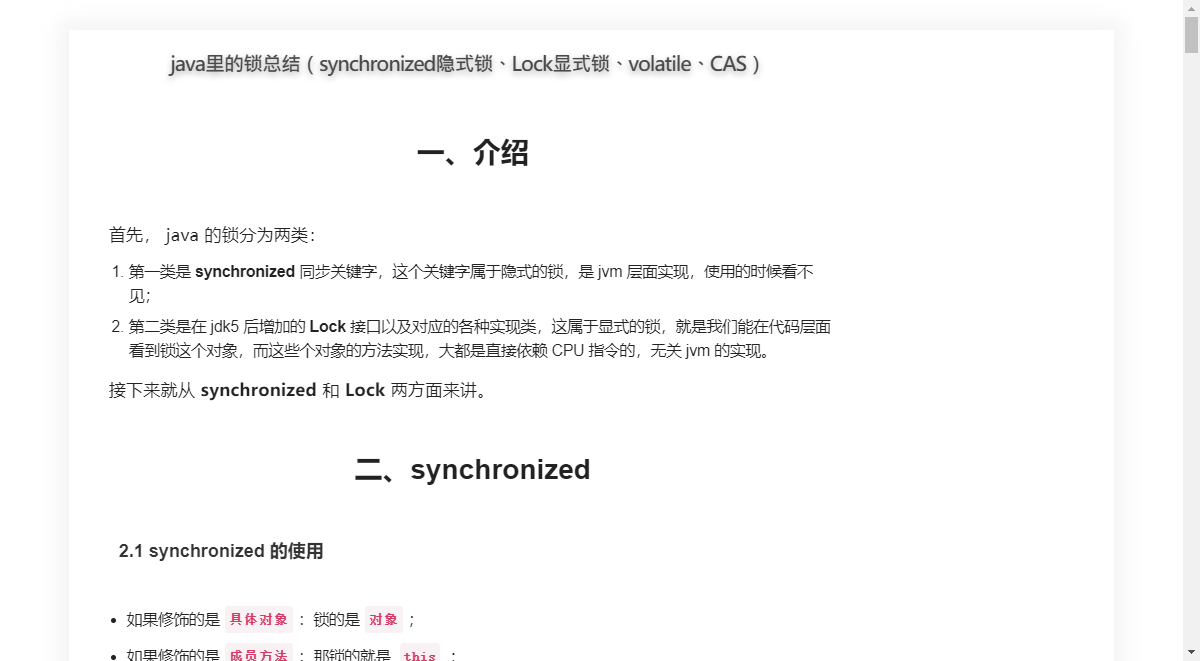 java里的锁总结（synchronized隐式锁、Lock显式锁、volatile、CAS）
一、介绍
首先， java 的锁分为两类：
1. 第一类是 synchronized 同步关键字，这个关键字属于隐式的锁，是 jvm 层面实现，使用的时候看不
见；
2. 第二类是在 jdk5 后增加的 Lock 接口以及对应的各种实现类，这属于显式的锁，就是我们能在代码层面
看到锁这个对象，而这些个对象的方法实现，大都是直接依赖 CPU 指令的，无关 jvm 的实现。
接下来就从 synchronized 和 Lock 两方面来讲。
二、synchronized
2.1 synchronized 的使用
• 如果修饰的是 具体对象 ：锁的是 对象 ；
• 如果修饰的是 成员方法 ：那锁的就是 this ；